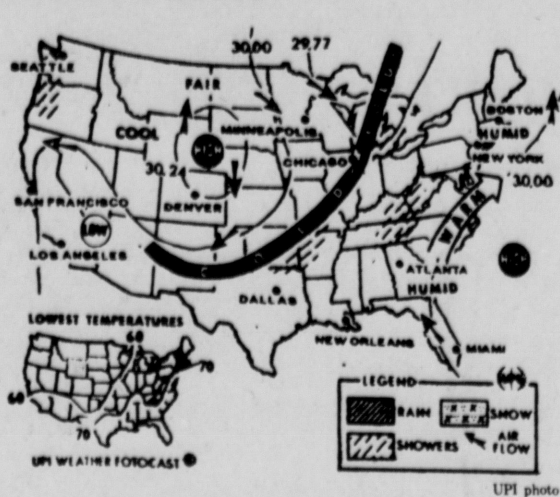 30.00 29.77
SEATTLE
FAIR
BOSTON
COOL
MINNEAPOLIS
HUMID
HIGH
CHICAGO
NEW YORK
30.24
30.00
SAN FRANCISCO
DENVER
LOW
COLD
WARM
LOS ANGELES
HIGH
ATLANTA
HUMID
DALLAS
LOWEST TEMPERATURES
60
NEW ORLEANS
MIAMI
70
60
70
LEGEND
RAIN
SNOW
SHOWERS
AIR
FLOW
UPI WEATHER FOTOCAST
UPI photo